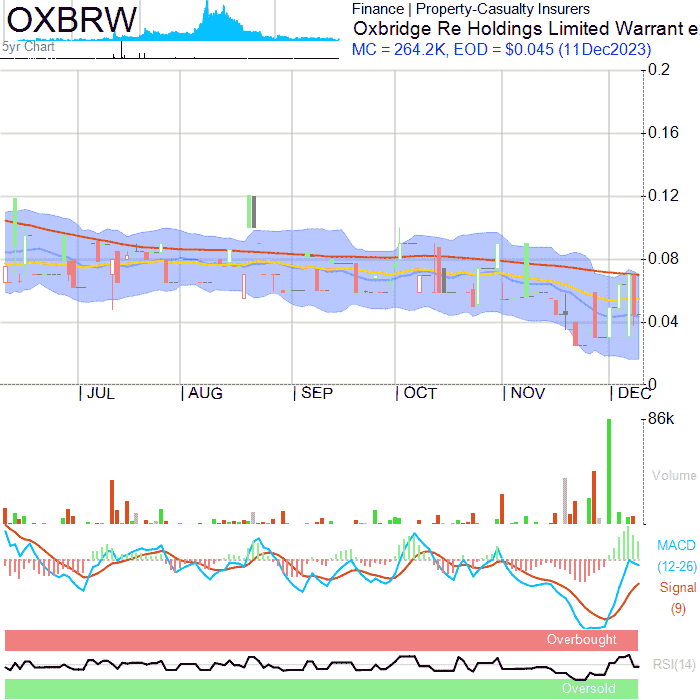 OXBRW
5yr Chart
Finance | Property-Casualty Insurers
Oxbridge Re Holdings Limited Warrant e
MC = 264.2K, EOD = $0.045 (11Dec2023)
0.2
0.16
0.12
0.08
0.04
0
JUL
AUG
SEP
OCT
NOV
DEC
86k
Volume
MACD
(12-26)
Signal
(9)
Overbought
RSI(14)
Oversold